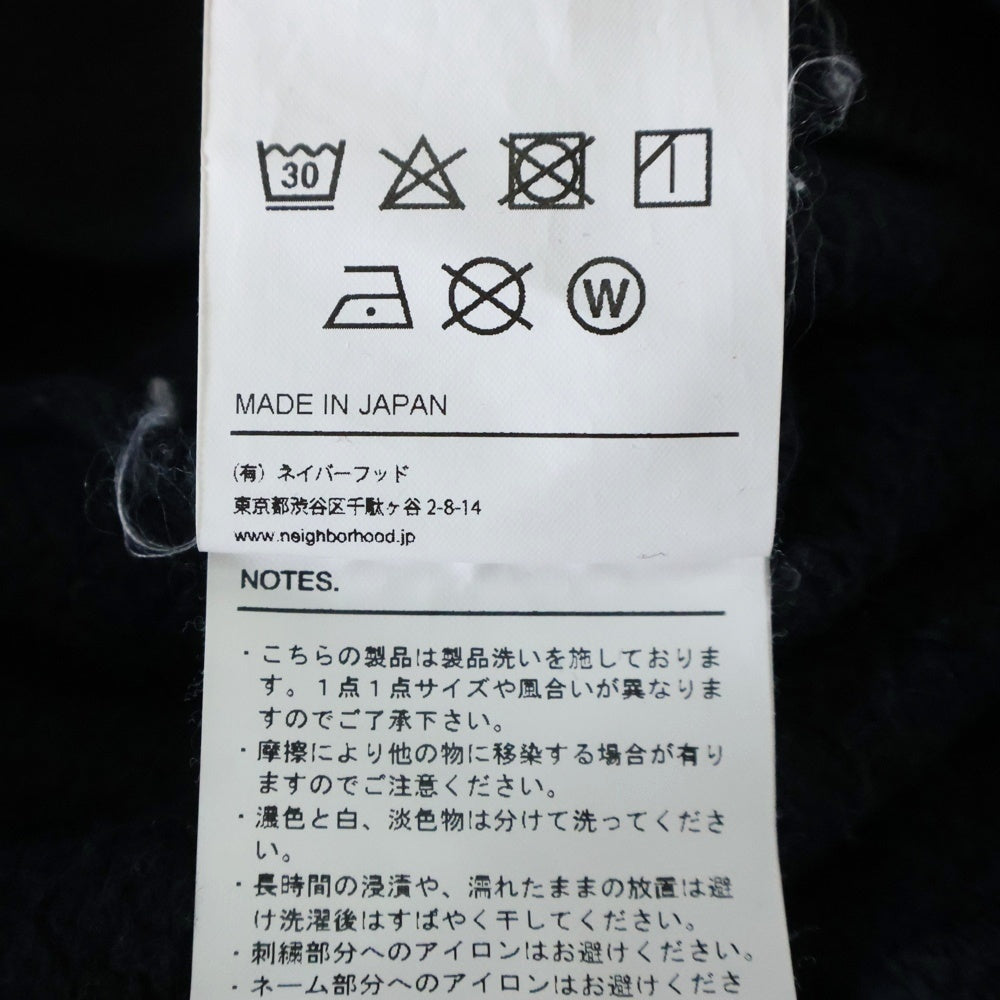 30
W
MADE IN JAPAN
(有) ネイバーフッド
東京都渋谷区千駄ヶ谷 2-8-14
www.neighborhood.jp
NOTES.
・こちらの製品は製品洗いを施しておりま
す。1点1点サイズや風合いが異なりま
すのでご了承下さい。
・摩擦により他の物に移染する場合が有り
ますのでご注意ください。
・濃色と白、淡色物は分けて洗ってくださ
い。
・長時間の浸漬や、濡れたままの放置は避
け洗濯後はすばやく干してください。
・刺繍部分へのアイロンはお避けください。
・ネーム部分へのアイロンはお避けくださ